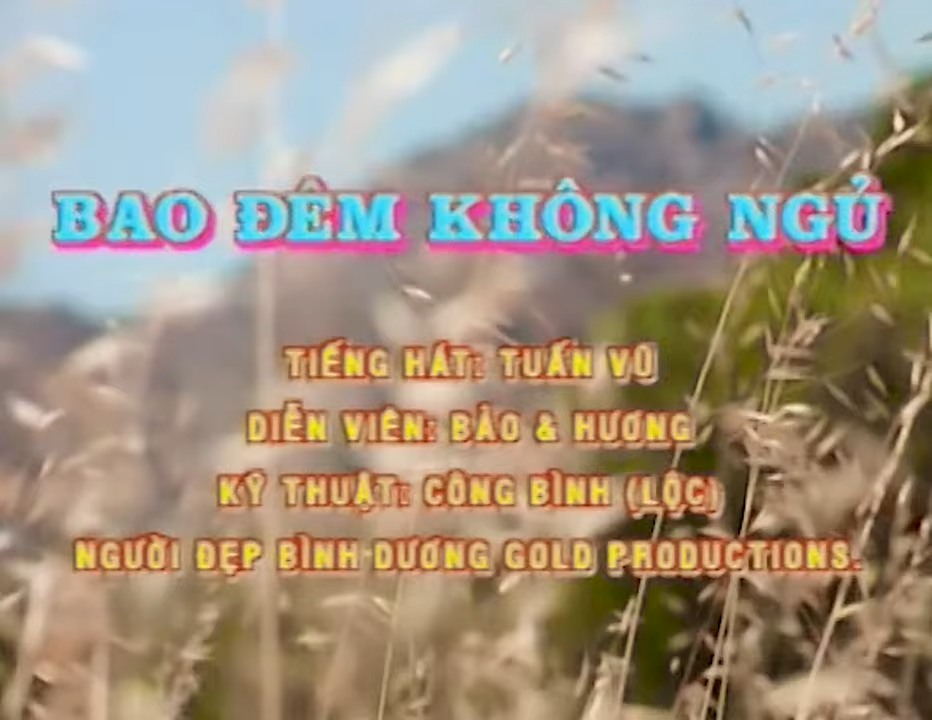 BAO ĐÊM KHÔNG NGỦ
TIẾNG HÁT: TUẤN VŨ
DIỄN VIÊN: BẢO & HƯƠNG
KỸ THUẬT: CÔNG BÌNH (LỘC)
NGƯỜI ĐẸP BÌNH-DƯƠNG GOLD PRODUCTIONS.